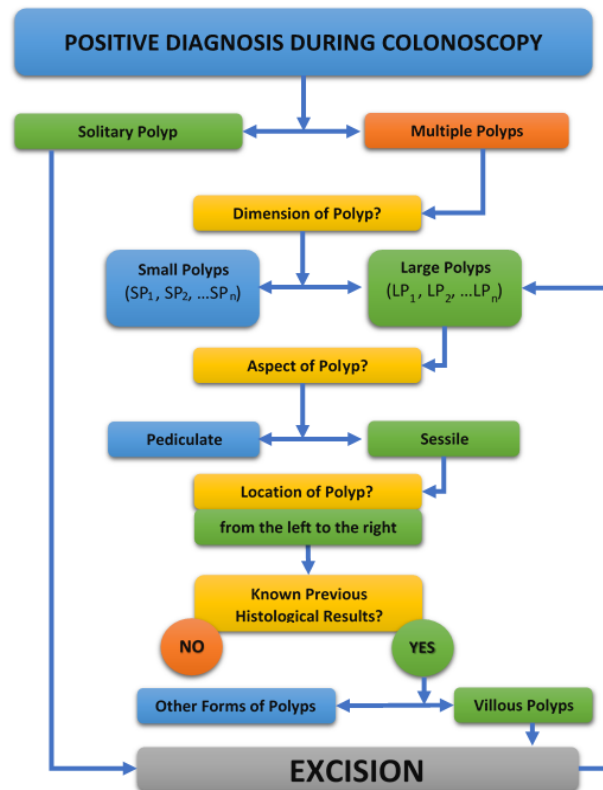 POSITIVE DIAGNOSIS DURING COLONOSCOPY
Solitary Polyp
Multiple Polyps
Dimension of Polyp?
Small Polyps
(SP1, SP2, ...SPn)
Large Polyps
(LP1, LP2, ...LPn)
Aspect of Polyp?
Pediculate
Sessile
Location of Polyp?
from the left to the right
Known Previous
Histological Results?
NO
YES
Other Forms of Polyps
Villous Polyps
EXCISION